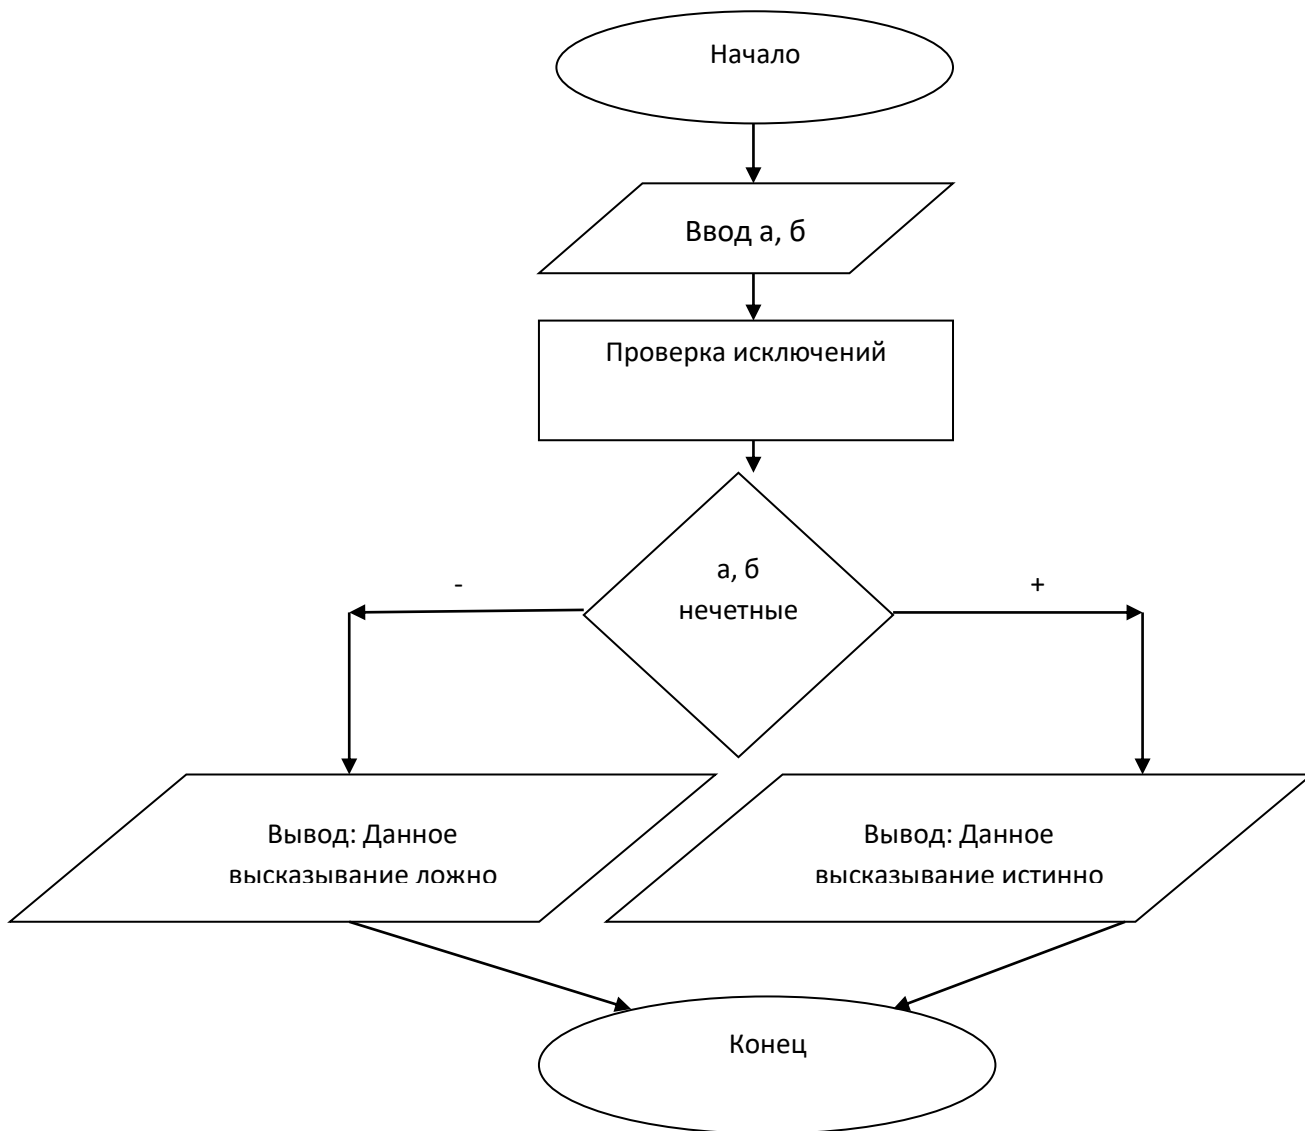 Начало
Ввод а, б
Проверка исключений
а, б
нечетные
-
+
Вывод: Данное
высказывание ложно
Вывод: Данное
высказывание истинно
Конец